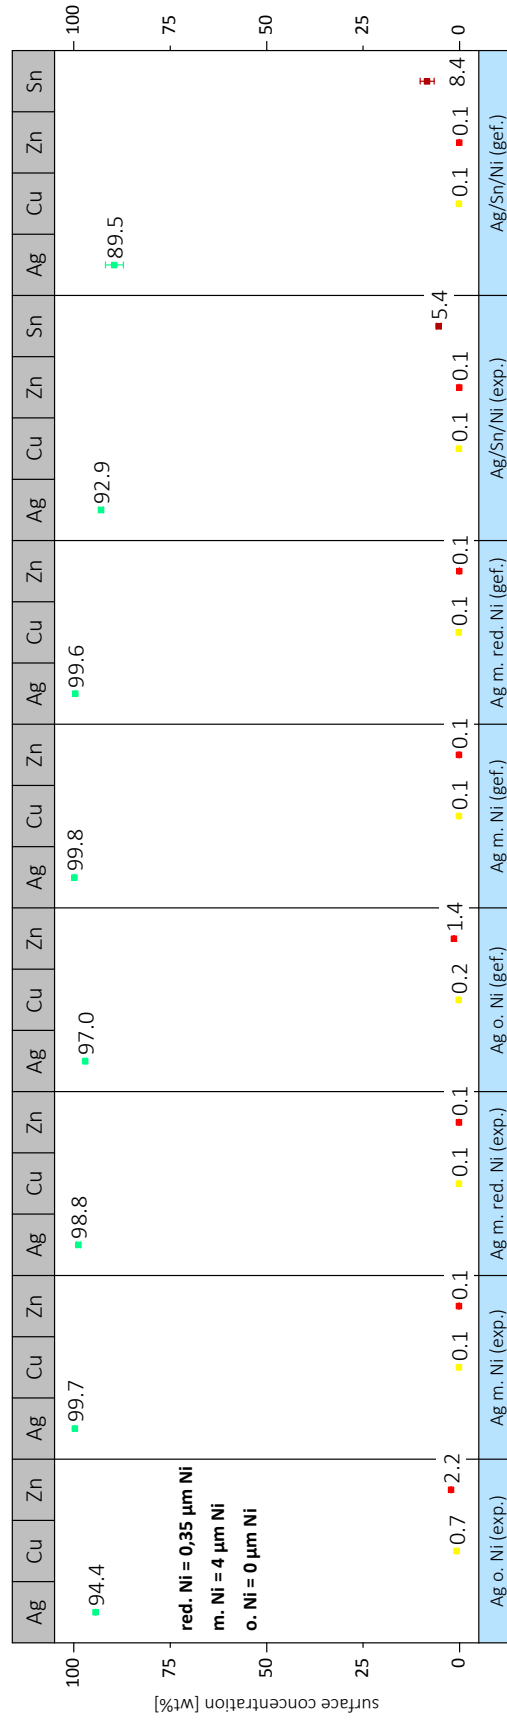 Ag Cu Zn Ag Cu Zn Ag Cu Zn Ag Cu Zn Ag Cu Zn Ag Cu Zn Ag Cu Zn Sn Ag Cu Zn Sn
surface concentration [wt%]
100
75
50
25
0
94.4 0.7 2.2
99.7 0.1 0.1
98.8 0.1 0.1
97.0 0.2 1.4
99.8 0.1 0.1
99.6 0.1 0.1
92.9 0.1 0.1 5.4
89.5 0.1 0.1 8.4
red. Ni = 0,35 µm Ni
m. Ni = 4 µm Ni
o. Ni = 0 µm Ni
100
75
50
25
0
Ag o. Ni (exp.) Ag m. Ni (exp.) Ag m. red. Ni (exp.) Ag o. Ni (gef.) Ag m. Ni (gef.) Ag m. red. Ni (gef.) Ag/Sn/Ni (exp.) Ag/Sn/Ni (gef.)